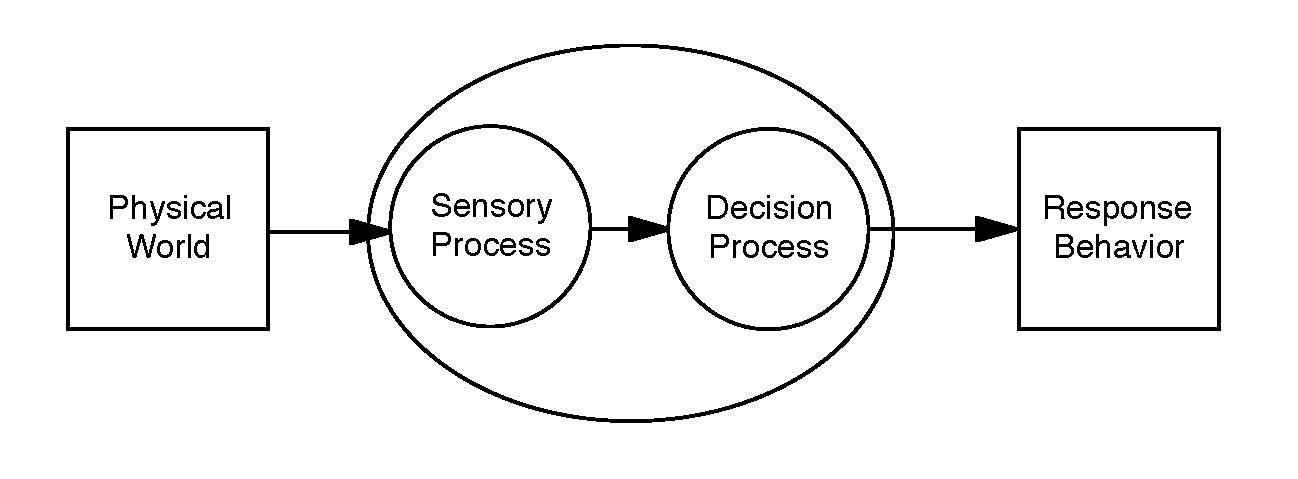 Physical
World
Sensory
Process
Decision
Process
Response
Behavior